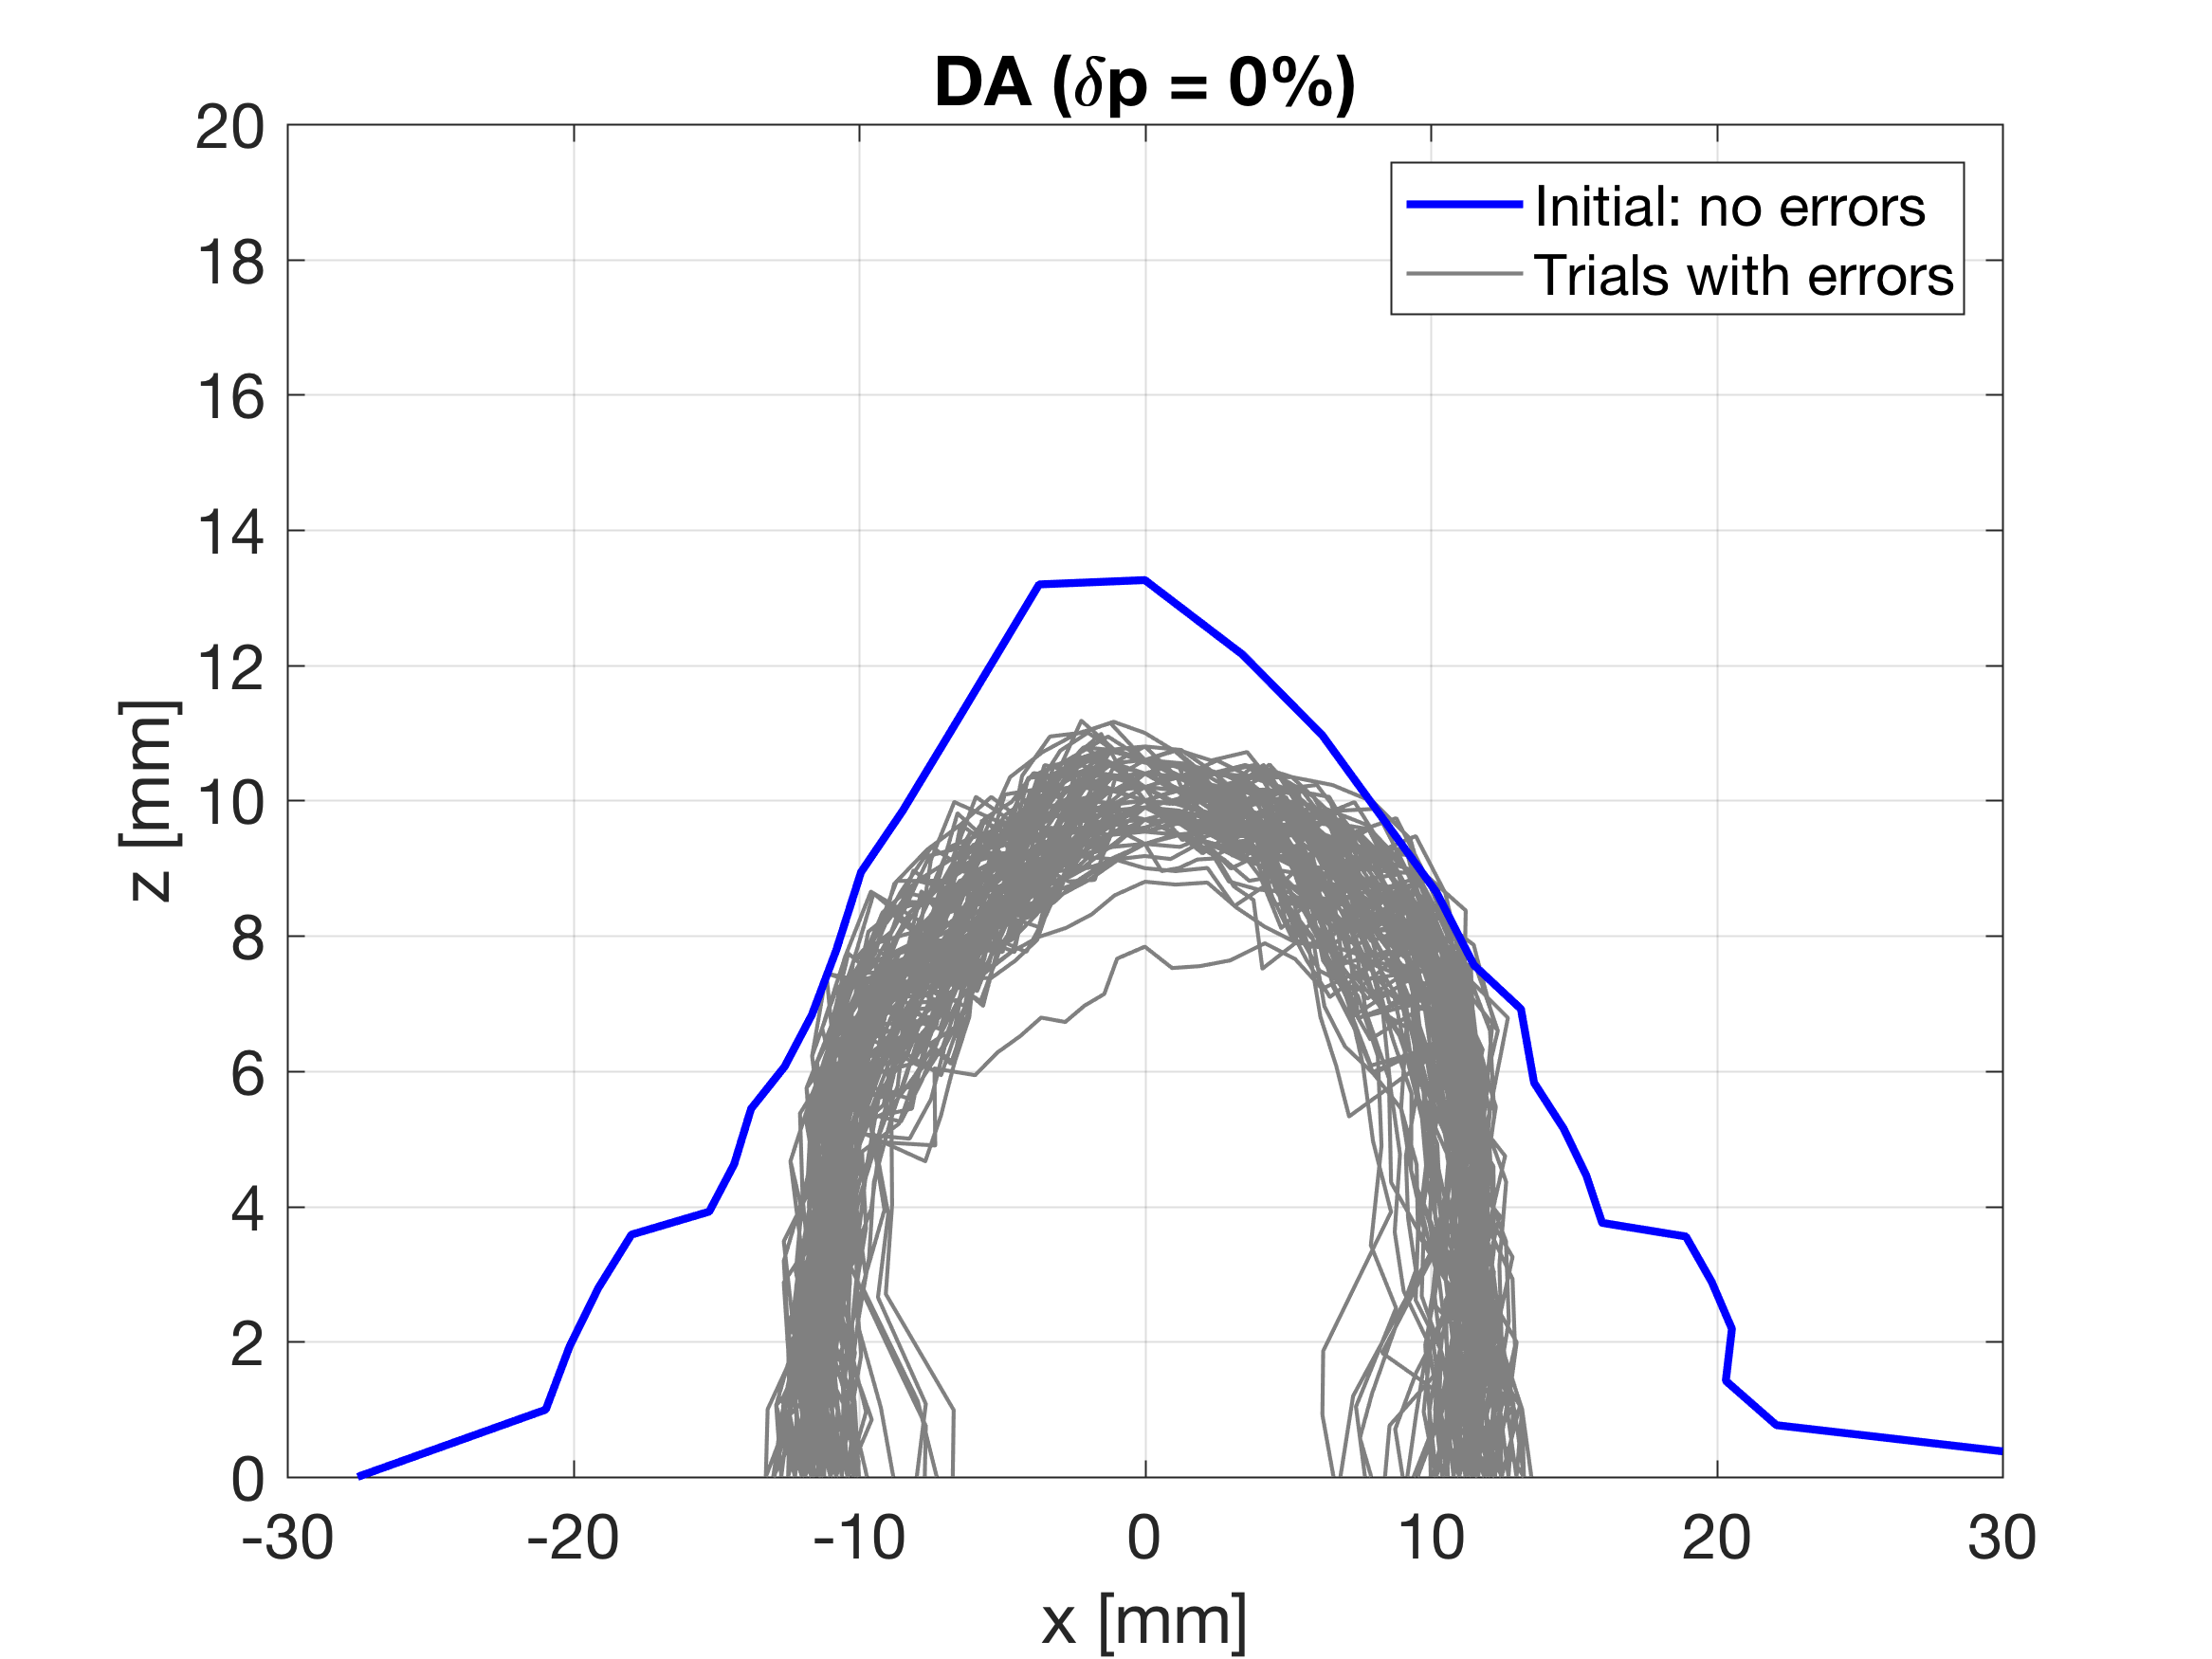 DA (δp = 0%)
Initial: no errors
Trials with errors
z [mm]
20
18
16
14
12
10
8
6
4
2
0
-30 -20 -10 0 10 20 30
x [mm]